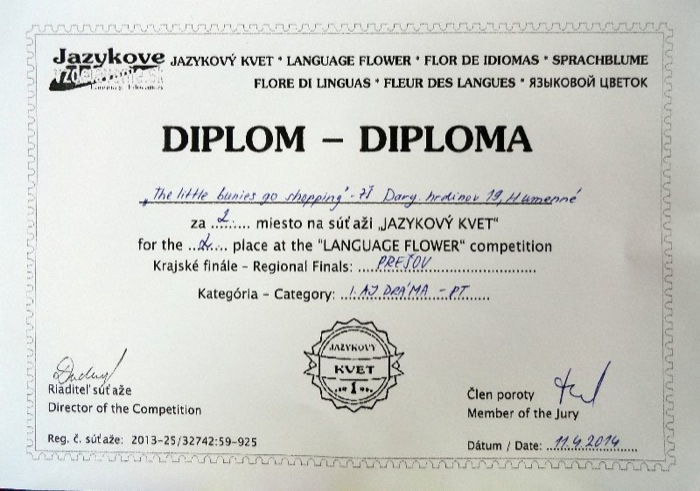 Jazykove
vzdelavanie.sk
JAZYKOVÝ KVET * LANGUAGE FLOWER * FLOR DE IDIOMAS * SPRACHBLUME
FLORE DI LINGUAS * FLEUR DES LANGUES * ЯЗЫКОВОЙ ЦВЕТОК
DIPLOM – DIPLOMA
„The little bunies go shopping" - ZŠ Darg. hrdinov 19, Humenné
za ..2..... miesto na súťaži „JAZYKOVÝ KVET"
for the ..2... place at the "LANGUAGE FLOWER" competition
Krajské finále – Regional Finals: ....PREŠOV....
Kategória – Category: ..I. AJ DRÁMA - PT.....
JAZYKOVÝ
KVET
1
Riaditeľ súťaže
Director of the Competition
Člen poroty
Member of the Jury
Reg. č. súťaže: 2013-25/32742:59-925
Dátum / Date: 11.4.2014